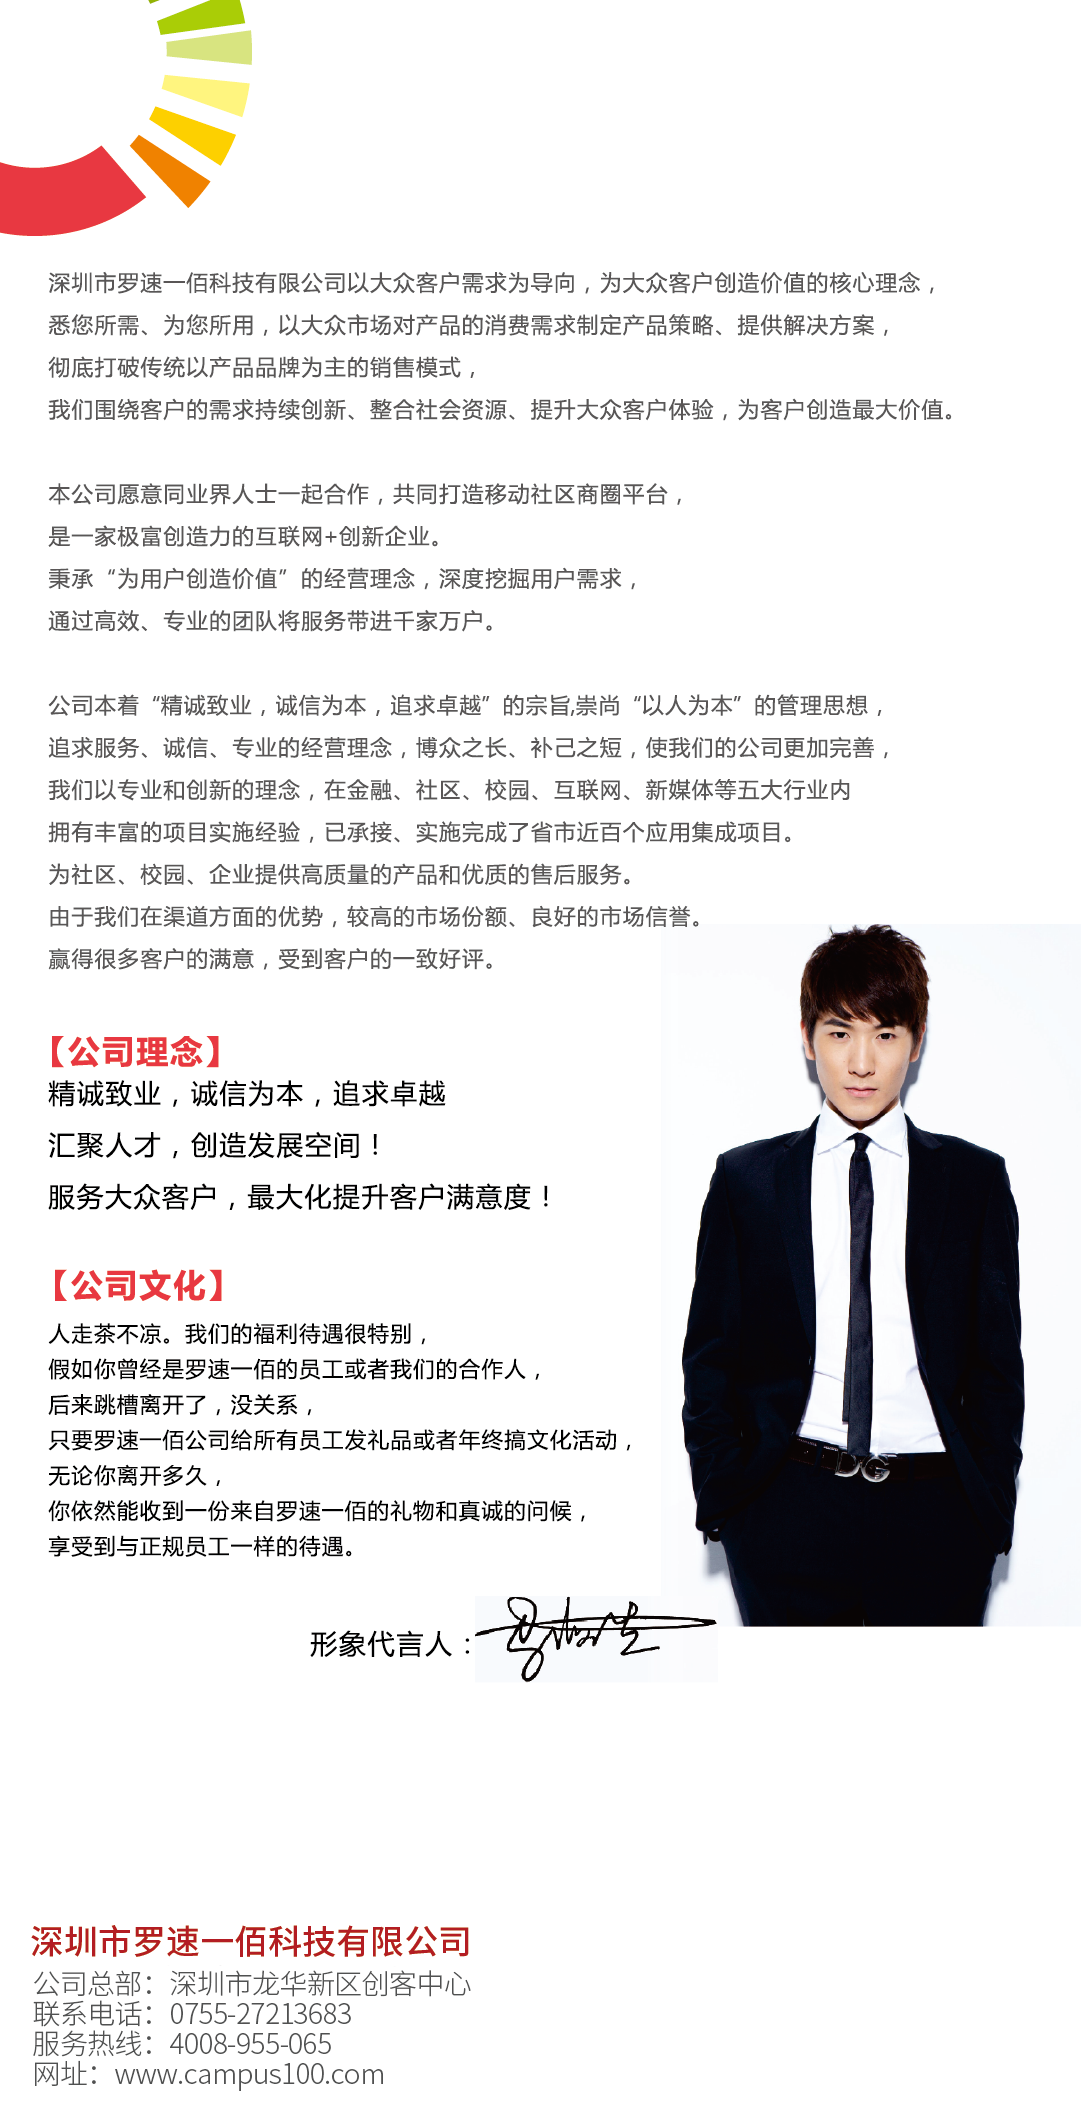 深圳市罗速一佰科技有限公司以大众客户需求为导向，为大众客户创造价值的核心理念，
悉您所需、为您所用，以大众市场对产品的消费需求制定产品策略、提供解决方案，
彻底打破传统以产品品牌为主的销售模式，
我们围绕客户的需求持续创新、整合社会资源、提升大众客户体验，为客户创造最大价值。
本公司愿意同业界人士一起合作，共同打造移动社区商圈平台，
是一家极富创造力的互联网+创新企业。
秉承“为用户创造价值”的经营理念，深度挖掘用户需求，
通过高效、专业的团队将服务带进千家万户。
公司本着“精诚致业，诚信为本，追求卓越”的宗旨,崇尚“以人为本”的管理思想，
追求服务、诚信、专业的经营理念，博众之长、补己之短，使我们的公司更加完善，
我们以专业和创新的理念，在金融、社区、校园、互联网、新媒体等五大行业内
拥有丰富的项目实施经验，已承接、实施完成了省市近百个应用集成项目。
为社区、校园、企业提供高质量的产品和优质的售后服务。
由于我们在渠道方面的优势，较高的市场份额、良好的市场信誉。
赢得很多客户的满意，受到客户的一致好评。
【公司理念】
精诚致业，诚信为本，追求卓越
汇聚人才，创造发展空间！
服务大众客户，最大化提升客户满意度！
【公司文化】
人走茶不凉。我们的福利待遇很特别，
假如你曾经是罗速一佰的员工或者我们的合作人，
后来跳槽离开了，没关系，
只要罗速一佰公司给所有员工发礼品或者年终搞文化活动，
无论你离开多久，
你依然能收到一份来自罗速一佰的礼物和真诚的问候，
享受到与正规员工一样的待遇。
形象代言人：
深圳市罗速一佰科技有限公司
公司总部：深圳市龙华新区创客中心
联系电话：0755-27213683
服务热线：4008-955-065
网址：www.campus100.com